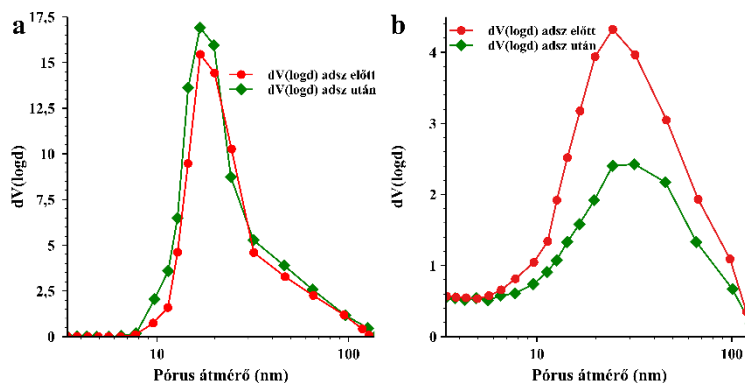 a
17.5
15
12.5
10
7.5
5
2.5
0
dV(logd)
dV(logd) adsz előtt
dV(logd) adsz után
10
100
Pórus átmérő (nm)
b
4
3
2
1
0
dV(logd)
dV(logd) adsz előtt
dV(logd) adsz után
10
100
Pórus átmérő (nm)